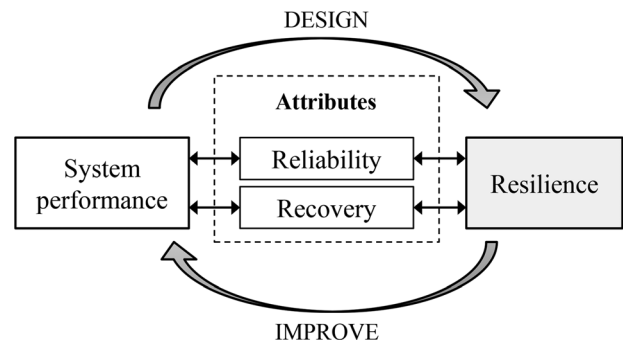 DESIGN
Attributes
System
performance
Reliability
Recovery
Resilience
IMPROVE